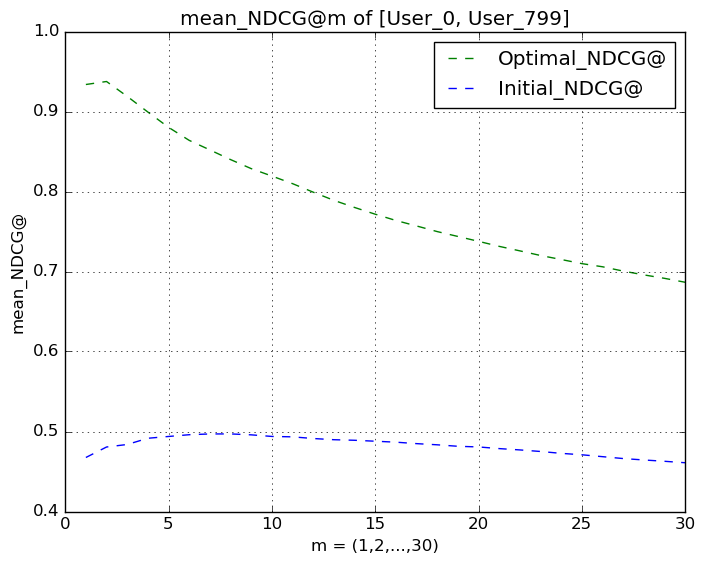 mean_NDCG@m of [User_0, User_799]
Optimal_NDCG@
Initial_NDCG@
mean_NDCG@
1.0
0.9
0.8
0.7
0.6
0.5
0.4
0 5 10 15 20 25 30
m = (1,2,...,30)